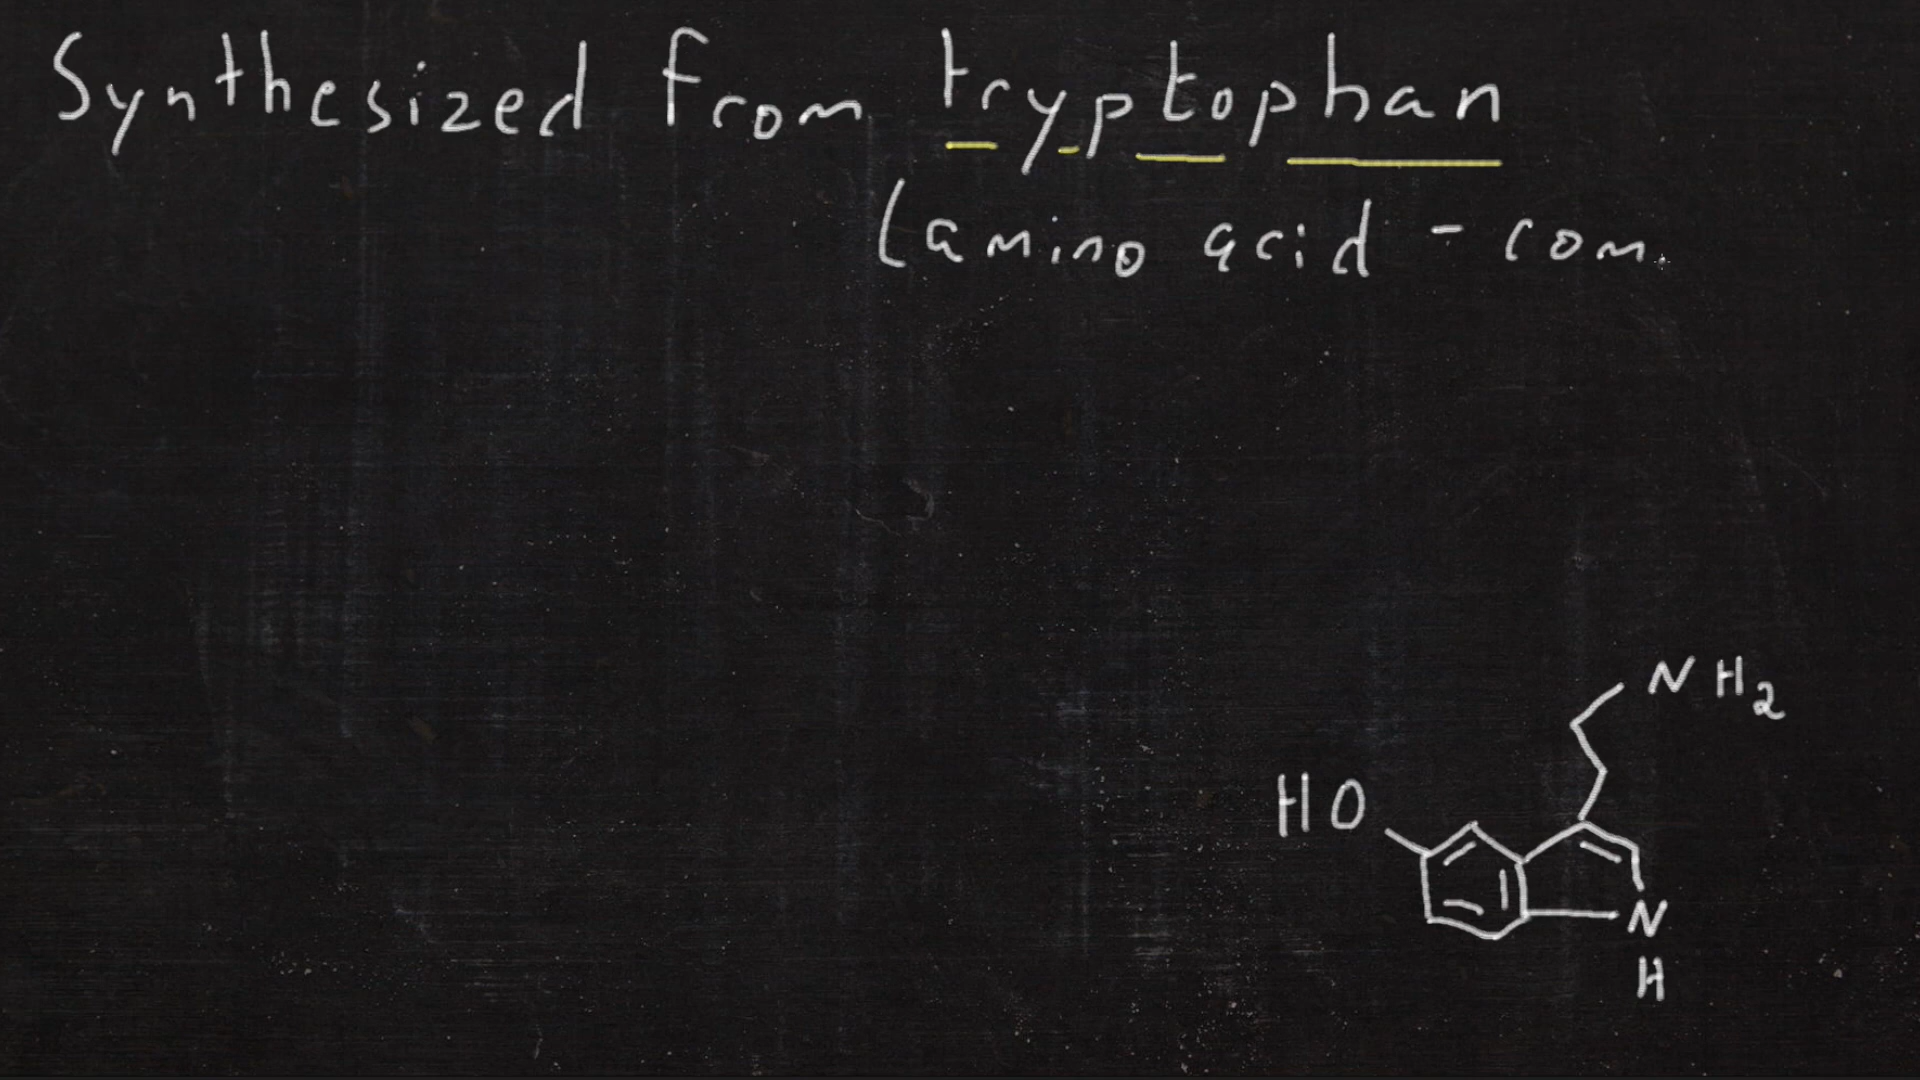 Synthesized from tryptophan
(amino acid - com
NH2
HO
N
H